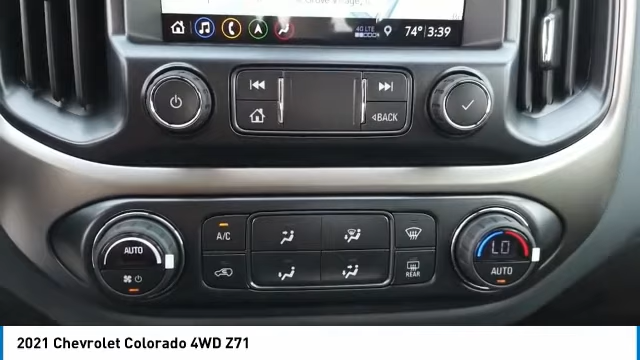 4G LTE
74° 3:39
BACK
AUTO
A/C
LO
AUTO
REAR
2021 Chevrolet Colorado 4WD Z71